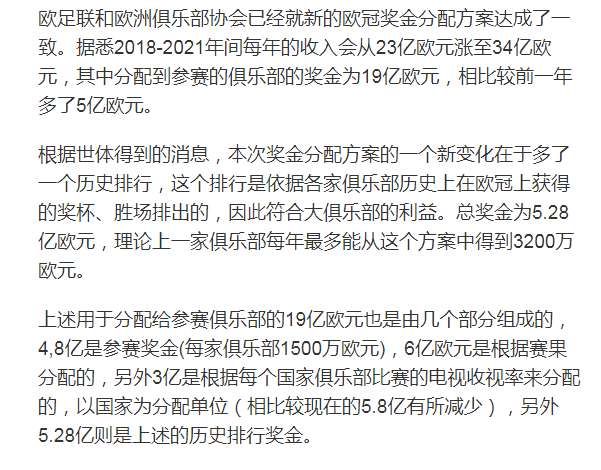 欧足联和欧洲俱乐部协会已经就新的欧冠奖金分配方案达成了一
致。据悉2018-2021年间每年的收入会从23亿欧元涨至34亿欧
元，其中分配到参赛的俱乐部的奖金为19亿欧元，相比较前一年
多了5亿欧元。
根据世体得到的消息，本次奖金分配方案的一个新变化在于多了
一个历史排行，这个排行是依据各家俱乐部历史上在欧冠上获得
的奖杯、胜场排出的，因此符合大俱乐部的利益。总奖金为5.28
亿欧元，理论上一家俱乐部每年最多能从这个方案中得到3200万
欧元。
上述用于分配给参赛俱乐部的19亿欧元也是由几个部分组成的，
4,8亿是参赛奖金(每家俱乐部1500万欧元)，6亿欧元是根据赛果
分配的，另外3亿是根据每个国家俱乐部比赛的电视收视率来分配
的，以国家为分配单位（相比较现在的5.8亿有所减少），另外
5.28亿则是上述的历史排行奖金。